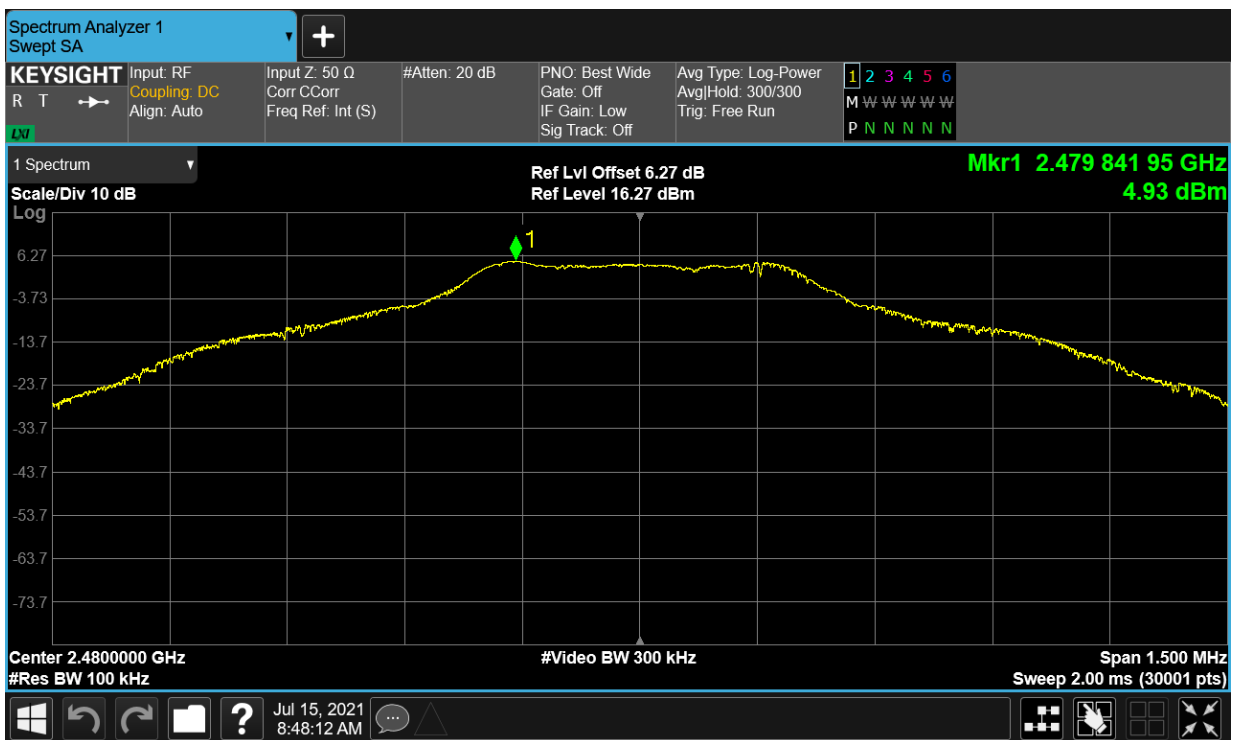 Spectrum Analyzer 1
Swept SA
KEYSIGHT
R T
LXI
Input: RF
Coupling: DC
Align: Auto
Input Z: 50 Ω
Corr CCorr
Freq Ref: Int (S)
#Atten: 20 dB
PNO: Best Wide
Gate: Off
IF Gain: Low
Sig Track: Off
Avg Type: Log-Power
Avg|Hold: 300/300
Trig: Free Run
1 2 3 4 5 6
M W W W W W
P N N N N N
1 Spectrum
Scale/Div 10 dB
Log
Ref Lvl Offset 6.27 dB
Ref Level 16.27 dBm
Mkr1 2.479 841 95 GHz
4.93 dBm
1
6.27
-3.73
-13.7
-23.7
-33.7
-43.7
-53.7
-63.7
-73.7
Center 2.4800000 GHz
#Res BW 100 kHz
#Video BW 300 kHz
Span 1.500 MHz
Sweep 2.00 ms (30001 pts)
?
Jul 15, 2021
8:48:12 AM